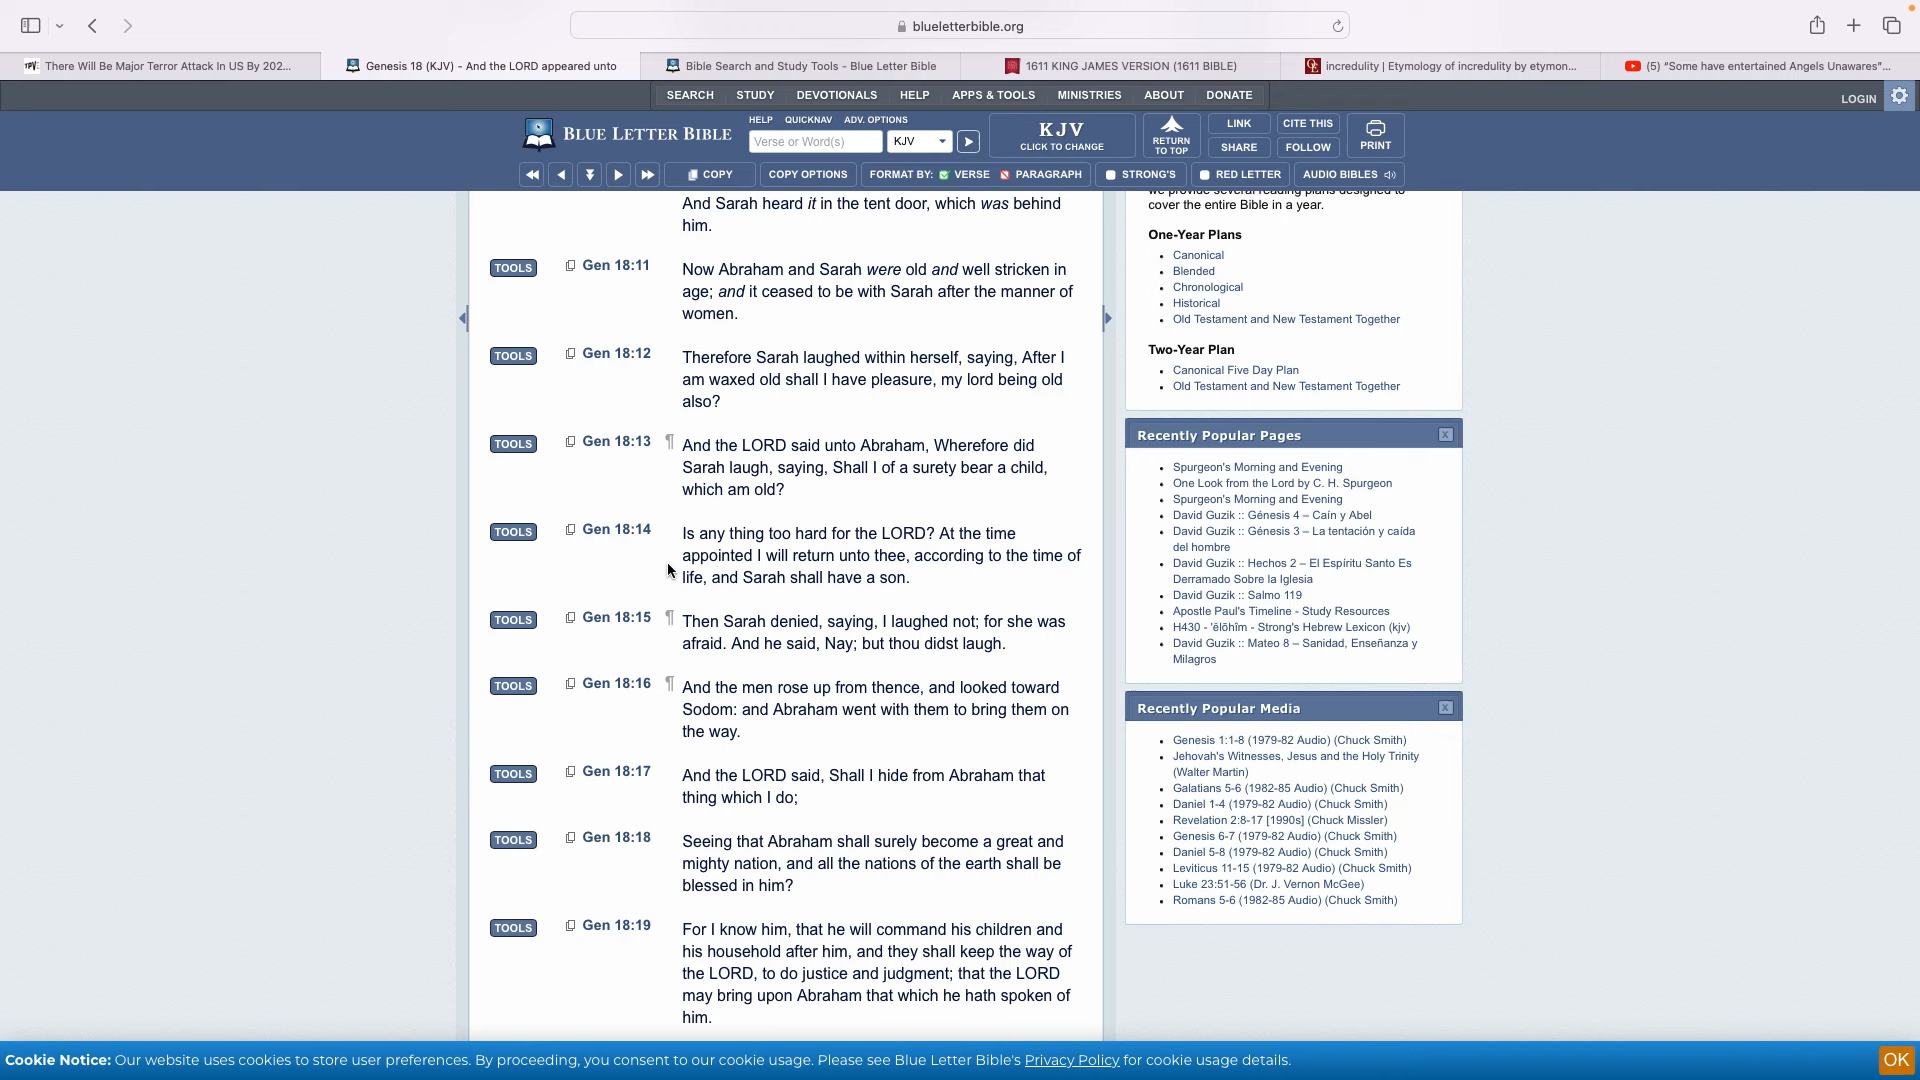 blueletterbible.org
There Will Be Major Terror Attack In US By 202...
Genesis 18 (KJV) - And the LORD appeared unto
Bible Search and Study Tools - Blue Letter Bible
1611 KING JAMES VERSION (1611 BIBLE)
incredulity | Etymology of incredulity by etymon...
(5) “Some have entertained Angels Unawares”...
SEARCH STUDY DEVOTIONALS HELP APPS & TOOLS MINISTRIES ABOUT DONATE
LOGIN
BLUE LETTER BIBLE
HELP QUICKNAV ADV. OPTIONS
Verse or Word(s)
KJV
KJV
CLICK TO CHANGE
RETURN
TO TOP
LINK
CITE THIS
SHARE
FOLLOW
PRINT
COPY
COPY OPTIONS
FORMAT BY: VERSE PARAGRAPH
STRONG'S
RED LETTER
AUDIO BIBLES
And Sarah heard it in the tent door, which was behind
him.
TOOLS Gen 18:11 Now Abraham and Sarah were old and well stricken in
age; and it ceased to be with Sarah after the manner of
women.
TOOLS Gen 18:12 Therefore Sarah laughed within herself, saying, After I
am waxed old shall I have pleasure, my lord being old
also?
TOOLS Gen 18:13 ¶ And the LORD said unto Abraham, Wherefore did
Sarah laugh, saying, Shall I of a surety bear a child,
which am old?
TOOLS Gen 18:14 Is any thing too hard for the LORD? At the time
appointed I will return unto thee, according to the time of
life, and Sarah shall have a son.
TOOLS Gen 18:15 ¶ Then Sarah denied, saying, I laughed not; for she was
afraid. And he said, Nay; but thou didst laugh.
TOOLS Gen 18:16 ¶ And the men rose up from thence, and looked toward
Sodom: and Abraham went with them to bring them on
the way.
TOOLS Gen 18:17 And the LORD said, Shall I hide from Abraham that
thing which I do;
TOOLS Gen 18:18 Seeing that Abraham shall surely become a great and
mighty nation, and all the nations of the earth shall be
blessed in him?
TOOLS Gen 18:19 For I know him, that he will command his children and
his household after him, and they shall keep the way of
the LORD, to do justice and judgment; that the LORD
may bring upon Abraham that which he hath spoken of
him.
we provide several reading plans designed to
cover the entire Bible in a year.
One-Year Plans
Canonical
Blended
Chronological
Historical
Old Testament and New Testament Together
Two-Year Plan
Canonical Five Day Plan
Old Testament and New Testament Together
Recently Popular Pages
Spurgeon's Morning and Evening
One Look from the Lord by C. H. Spurgeon
Spurgeon's Morning and Evening
David Guzik :: Génesis 4 – Caín y Abel
David Guzik :: Génesis 3 – La tentación y caída
del hombre
David Guzik :: Hechos 2 – El Espíritu Santo Es
Derramado Sobre la Iglesia
David Guzik :: Salmo 119
Apostle Paul's Timeline - Study Resources
H430 - 'ĕlōhîm - Strong's Hebrew Lexicon (kjv)
David Guzik :: Mateo 8 – Sanidad, Enseñanza y
Milagros
Recently Popular Media
Genesis 1:1-8 (1979-82 Audio) (Chuck Smith)
Jehovah's Witnesses, Jesus and the Holy Trinity
(Walter Martin)
Galatians 5-6 (1982-85 Audio) (Chuck Smith)
Daniel 1-4 (1979-82 Audio) (Chuck Smith)
Revelation 2:8-17 [1990s] (Chuck Missler)
Genesis 6-7 (1979-82 Audio) (Chuck Smith)
Daniel 5-8 (1979-82 Audio) (Chuck Smith)
Leviticus 11-15 (1979-82 Audio) (Chuck Smith)
Luke 23:51-56 (Dr. J. Vernon McGee)
Romans 5-6 (1982-85 Audio) (Chuck Smith)
Cookie Notice: Our website uses cookies to store user preferences. By proceeding, you consent to our cookie usage. Please see Blue Letter Bible's Privacy Policy for cookie usage details.
OK